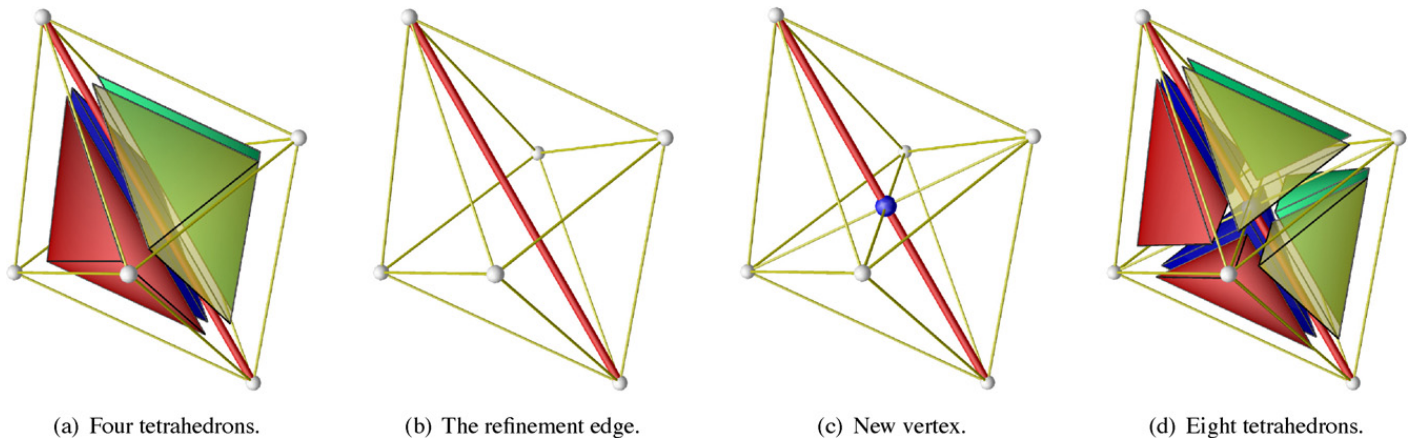 (a) Four tetrahedrons.
(b) The refinement edge.
(c) New vertex.
(d) Eight tetrahedrons.